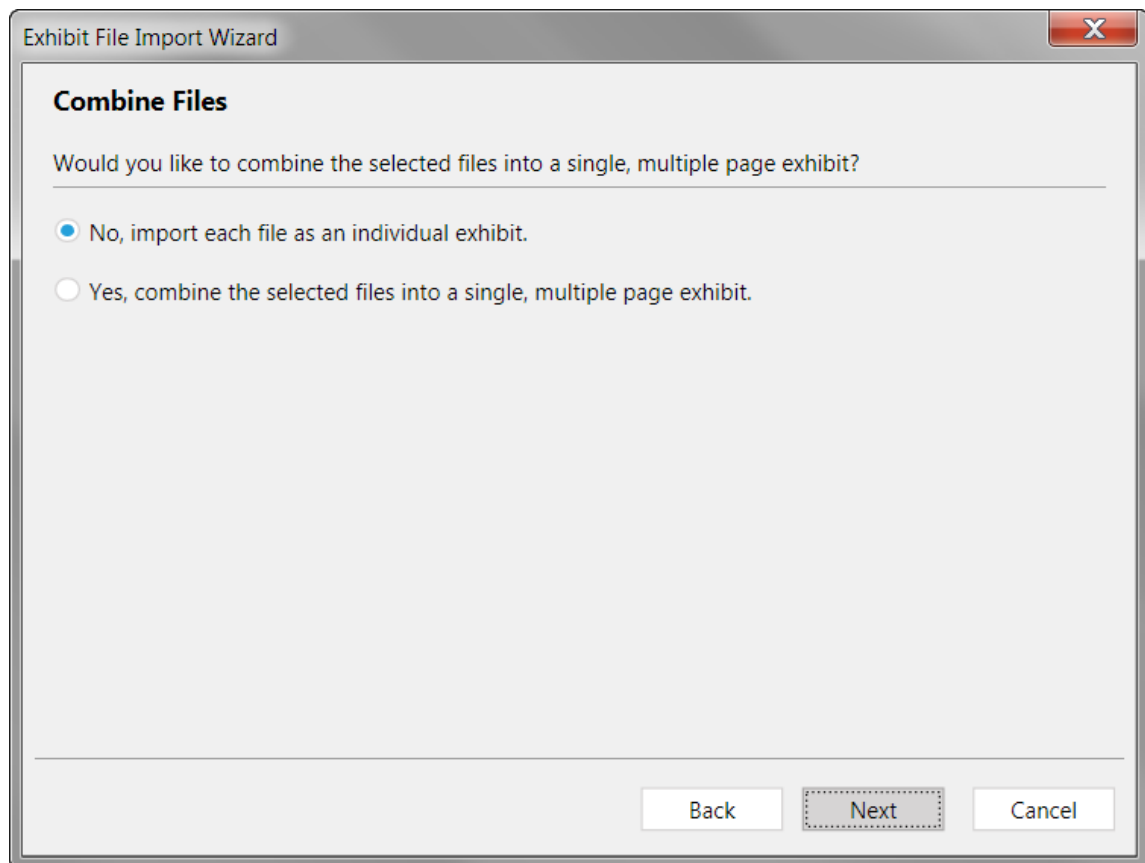 Exhibit File Import Wizard
Combine Files
Would you like to combine the selected files into a single, multiple page exhibit?
No, import each file as an individual exhibit.
Yes, combine the selected files into a single, multiple page exhibit.
Back Next Cancel